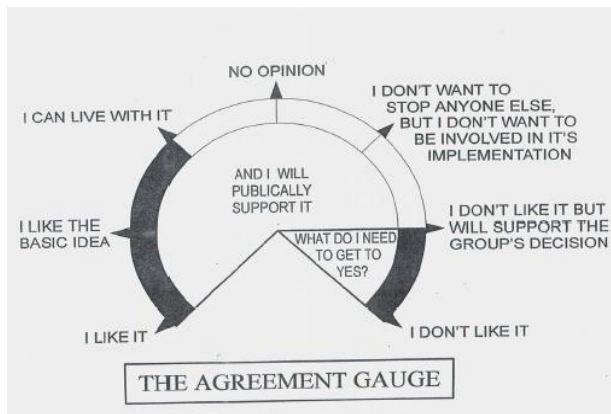 NO OPINION
I CAN LIVE WITH IT
I DON'T WANT TO
STOP ANYONE ELSE,
BUT I DON'T WANT TO
BE INVOLVED IN IT'S
IMPLEMENTATION
AND I WILL
PUBLICALLY
SUPPORT IT
I LIKE THE
BASIC IDEA
I DON'T LIKE IT BUT
WILL SUPPORT THE
GROUP'S DECISION
WHAT DO I NEED
TO GET TO
YES?
I LIKE IT
I DON'T LIKE IT
THE AGREEMENT GAUGE